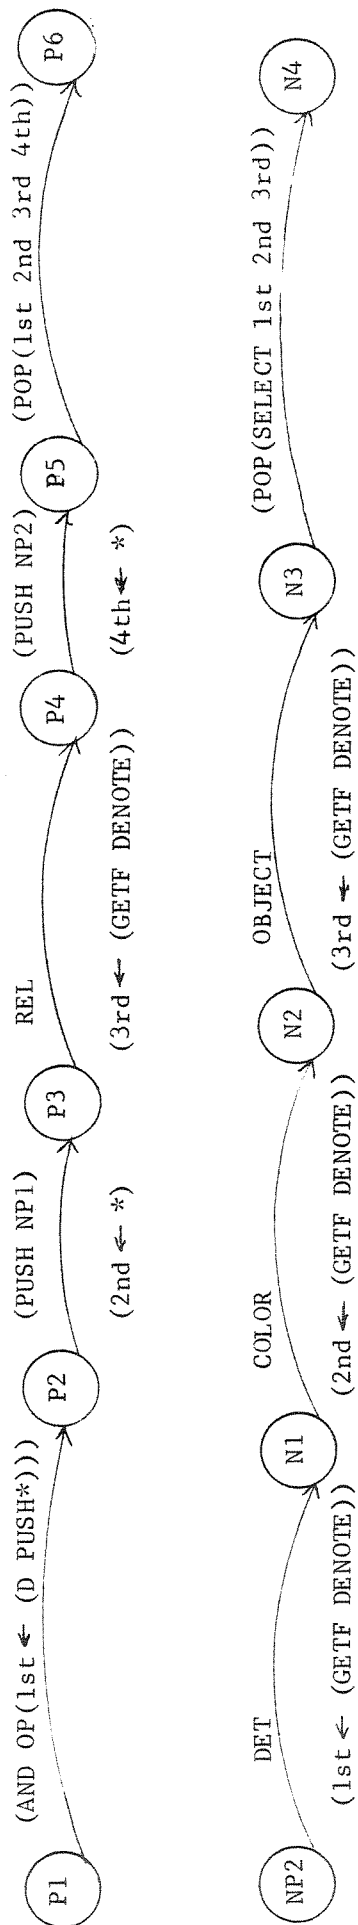 (AND OP(1st ← (D PUSH*)))
(PUSH NP1)
REL
(PUSH NP2)
(POP(1st 2nd 3rd 4th))
P1
P2
P3
P4
P5
P6
(2nd ← *)
(3rd ← (GETF DENOTE))
(4th ← *)
DET
COLOR
OBJECT
(POP(SELECT 1st 2nd 3rd))
NP2
N1
N2
N3
N4
(1st ← (GETF DENOTE))
(2nd ← (GETF DENOTE))
(3rd ← (GETF DENOTE))